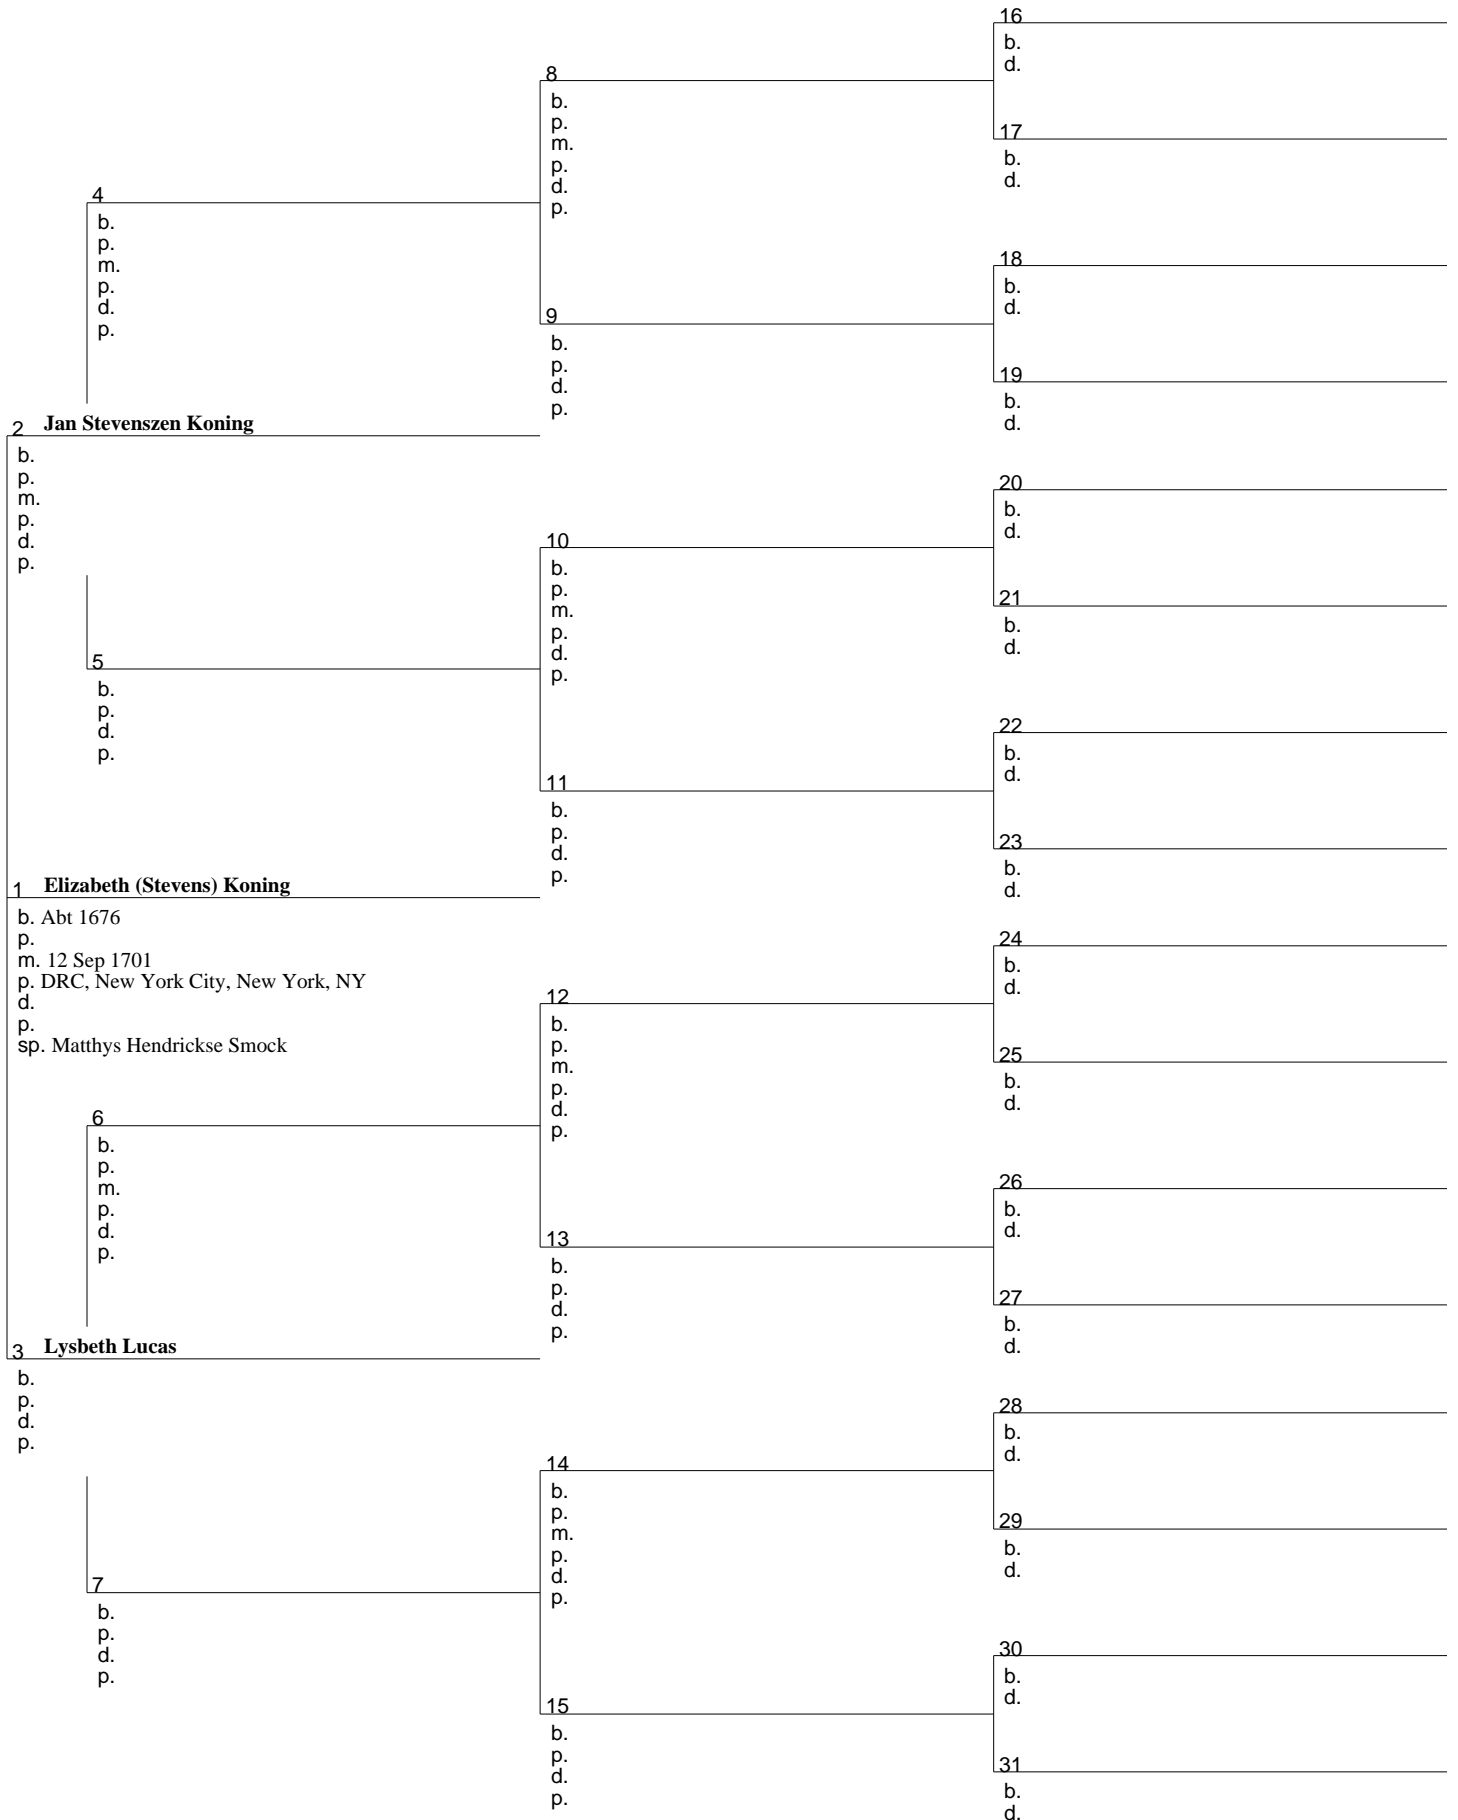 16
b.
d.
8
b.
p.
m.
p.
d.
p.
17
b.
d.
4
b.
p.
m.
p.
d.
p.
18
b.
d.
9
b.
p.
d.
p.
19
b.
d.
2 Jan Stevenszen Koning
b.
p.
m.
p.
d.
p.
20
b.
d.
10
b.
p.
m.
p.
d.
p.
21
b.
d.
5
b.
p.
d.
p.
22
b.
d.
11
b.
p.
d.
p.
23
b.
d.
1 Elizabeth (Stevens) Koning
b. Abt 1676
p.
m. 12 Sep 1701
p. DRC, New York City, New York, NY
d.
p.
sp. Matthys Hendrickse Smock
24
b.
d.
12
b.
p.
m.
p.
d.
p.
25
b.
d.
6
b.
p.
m.
p.
d.
p.
26
b.
d.
13
b.
p.
d.
p.
27
b.
d.
3 Lysbeth Lucas
b.
p.
d.
p.
28
b.
d.
14
b.
p.
m.
p.
d.
p.
29
b.
d.
7
b.
p.
d.
p.
30
b.
d.
15
b.
p.
d.
p.
31
b.
d.